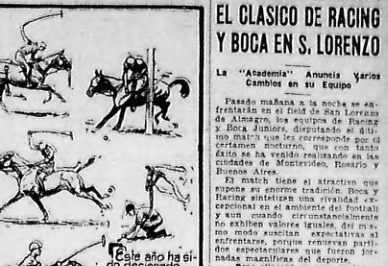 EL CLASICO DE RACING
Y BOCA EN S. LORENZO
La "Academia" Anuncia Varios
Cambios en su Equipo
Pasado mañana a la noche se en-
frentarán en el field de San Lorenzo
de Almagro, los equipos de Racing
y Boca Juniors, disputando el últi-
mo match que les corresponde por el
certamen nocturno, que con tanto
éxito se ha venido realizando en las
ciudades de Montevideo, Rosario y
Buenos Aires.
El match tiene el atractivo que
supone su enorme tradición. Boca y
Racing sintetizan una rivalidad ex-
cepcional en el ambiente del football
y aun cuando circunstancialmente
no exhiben valores iguales, del mis-
mo modo suscitan expectativas al
enfrentarse, porque renuevan parti-
dos espectaculares que fueron jor-
nadas magníficas del deporte.
Este año ha si-